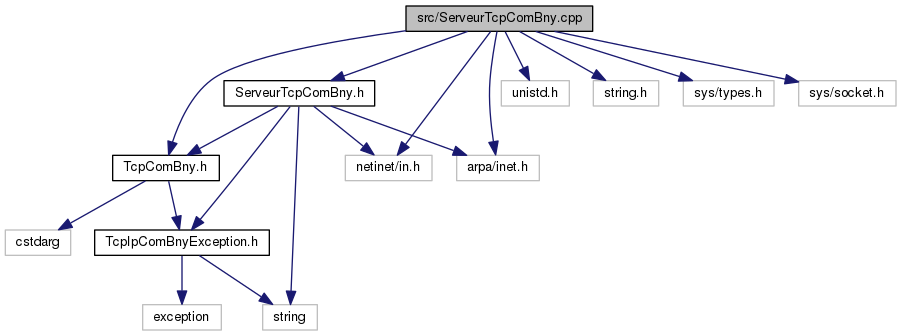 src/ServeurTcpComBny.cpp
ServeurTcpComBny.h
unistd.h
string.h
sys/types.h
sys/socket.h
TcpComBny.h
netinet/in.h
arpa/inet.h
cstdarg
TcpIpComBnyException.h
exception
string